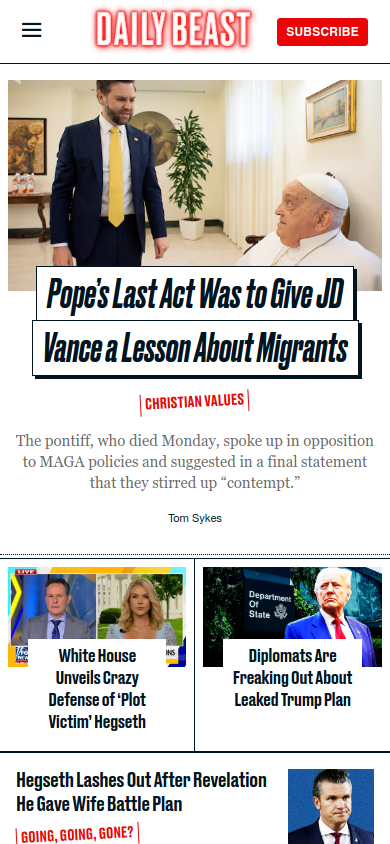 DAILY BEAST
SUBSCRIBE
Pope's Last Act Was to Give JD
Vance a Lesson About Migrants
CHRISTIAN VALUES
The pontiff, who died Monday, spoke up in opposition
to MAGA policies and suggested in a final statement
that they stirred up “contempt.”
Tom Sykes
LIVE
White House
Unveils Crazy
Defense of ‘Plot
Victim’ Hegseth
Department
Of
State
Diplomats Are
Freaking Out About
Leaked Trump Plan
Hegseth Lashes Out After Revelation
He Gave Wife Battle Plan
GOING, GOING, GONE?